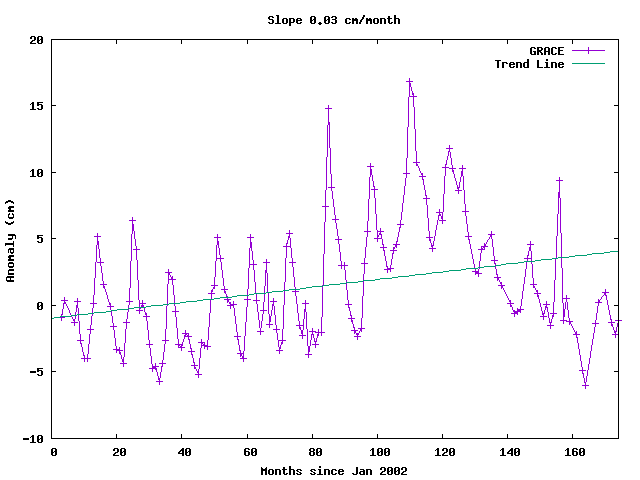 Slope 0.03 cm/month
GRACE
Trend Line
20
15
10
5
0
-5
-10
Anomaly (cm)
0 20 40 60 80 100 120 140 160
Months since Jan 2002